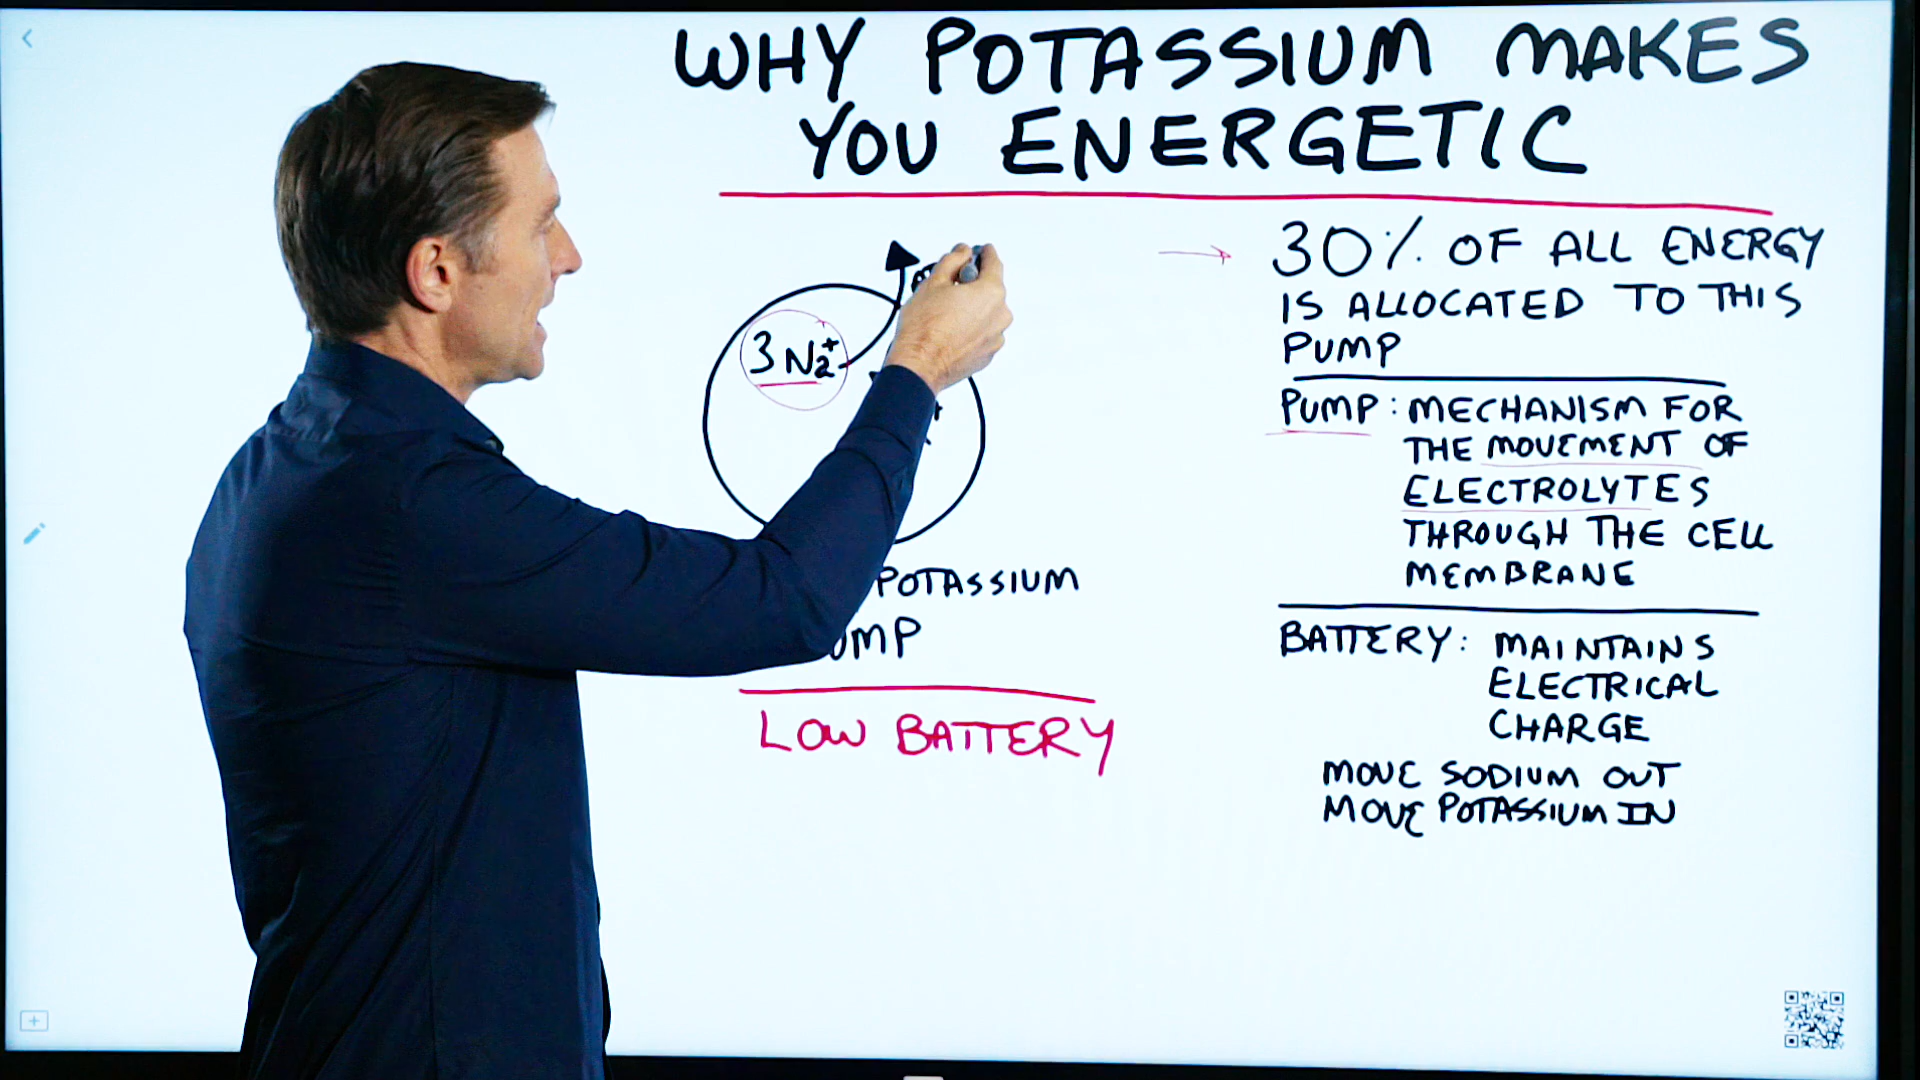 WHY POTASSIUM MAKES
YOU ENERGETIC
3 N2+
POTASSIUM
LOW BATTERY
30% OF ALL ENERGY
IS ALLOCATED TO THIS
PUMP
PUMP: MECHANISM FOR
THE MOVEMENT OF
ELECTROLYTES
THROUGH THE CELL
MEMBRANE
BATTERY: MAINTAINS
ELECTRICAL
CHARGE
MOVE SODIUM OUT
MOVE POTASSIUM IN